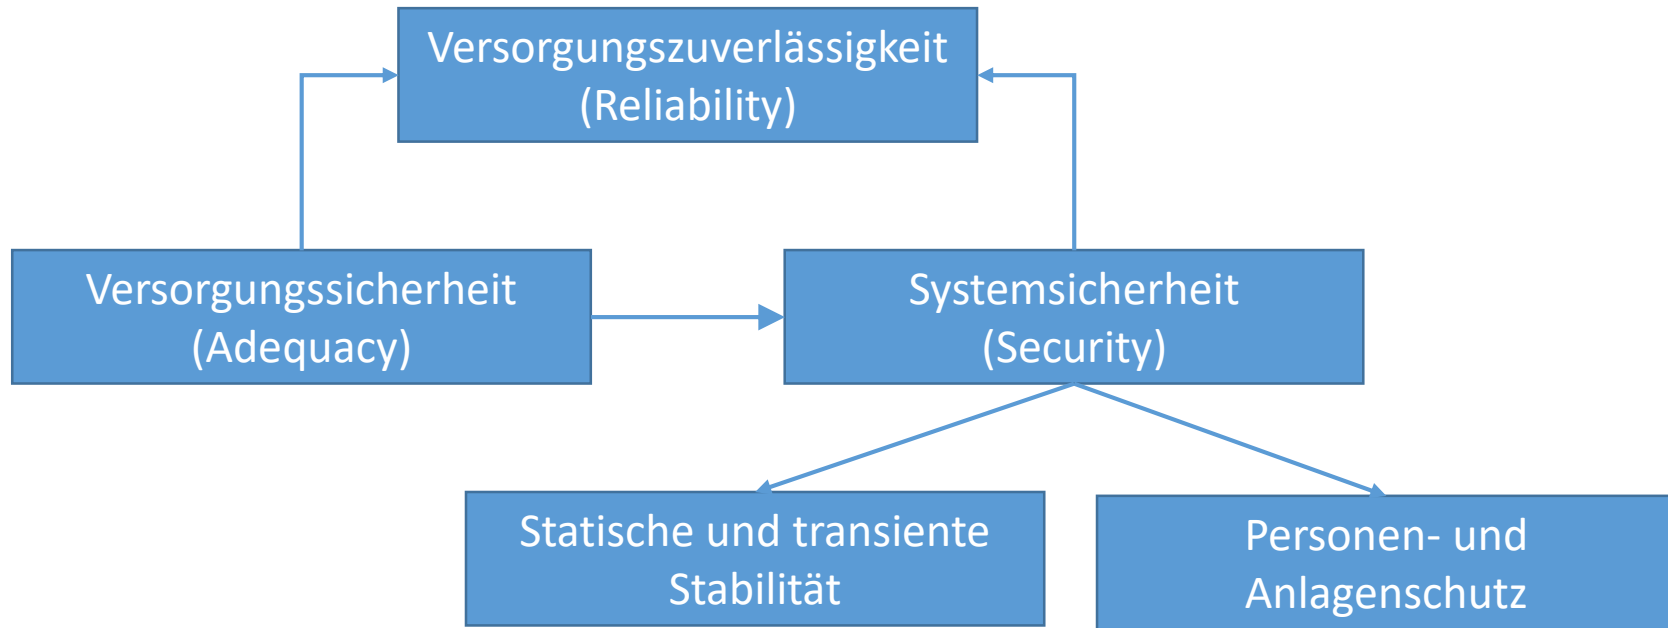 Versorgungszuverlässigkeit
(Reliability)
Versorgungssicherheit
(Adequacy)
Systemsicherheit
(Security)
Statische und transiente
Stabilität
Personen- und
Anlagenschutz